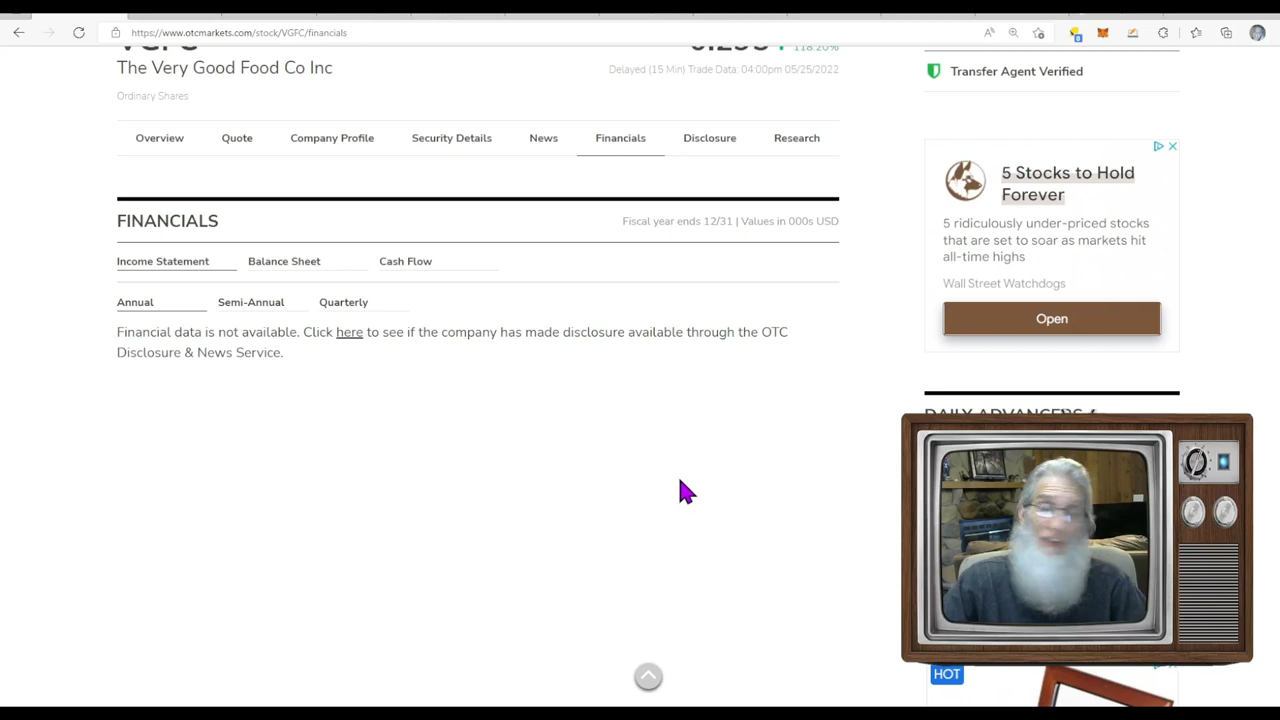 https://www.otcmarkets.com/stock/VGFC/financials
VGFC
118.20%
The Very Good Food Co Inc
Delayed (15 Min) Trade Data: 04:00pm 05/25/2022
Ordinary Shares
Overview Quote Company Profile Security Details News Financials Disclosure Research
FINANCIALS
Fiscal year ends 12/31 | Values in 000s USD
Income Statement Balance Sheet Cash Flow
Annual Semi-Annual Quarterly
Financial data is not available. Click here to see if the company has made disclosure available through the OTC
Disclosure & News Service.
Transfer Agent Verified
5 Stocks to Hold
Forever
5 ridiculously under-priced stocks
that are set to soar as markets hit
all-time highs
Wall Street Watchdogs
Open
DAILY ADVANCERS
HOT